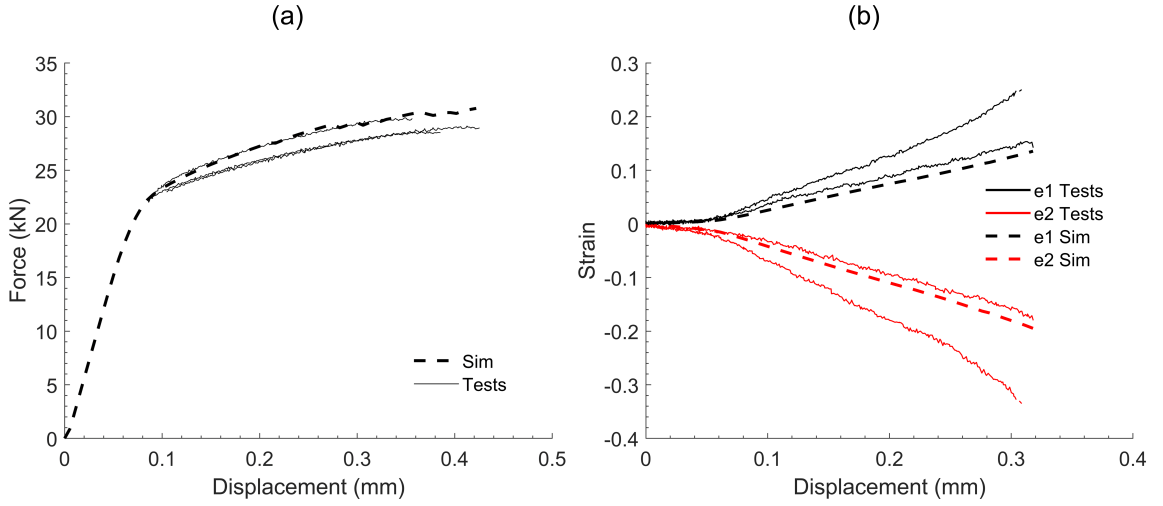 (a)
35
30
25
20
15
10
5
0
Force (kN)
0
0.1
0.2
0.3
0.4
0.5
Displacement (mm)
Sim
Tests
(b)
0.3
0.2
0.1
0
-0.1
-0.2
-0.3
-0.4
Strain
0
0.1
0.2
0.3
0.4
Displacement (mm)
e1 Tests
e2 Tests
e1 Sim
e2 Sim